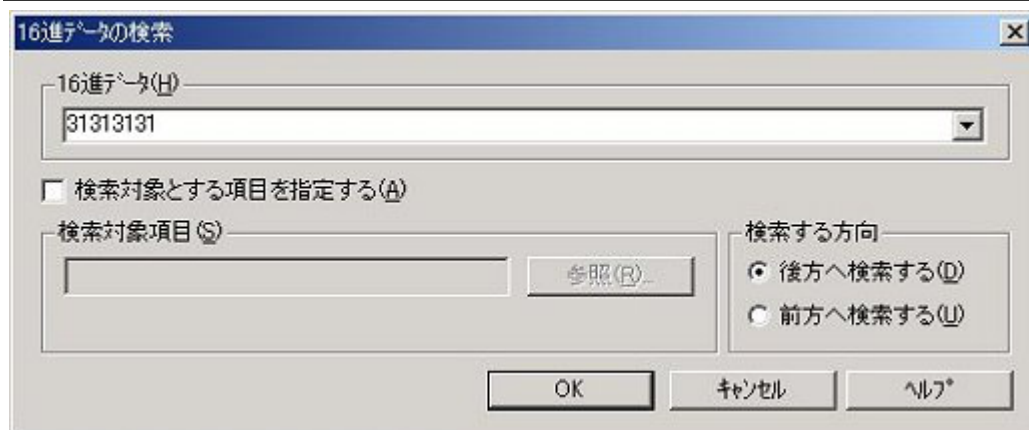 16進ﾃﾞｰﾀの検索
16進ﾃﾞｰﾀ(H)
31313131
検索対象とする項目を指定する(A)
検索対象項目(S)
参照(R)...
検索する方向
後方へ検索する(D)
前方へ検索する(U)
OK
ｷｬﾝｾﾙ
ﾍﾙﾌﾟ